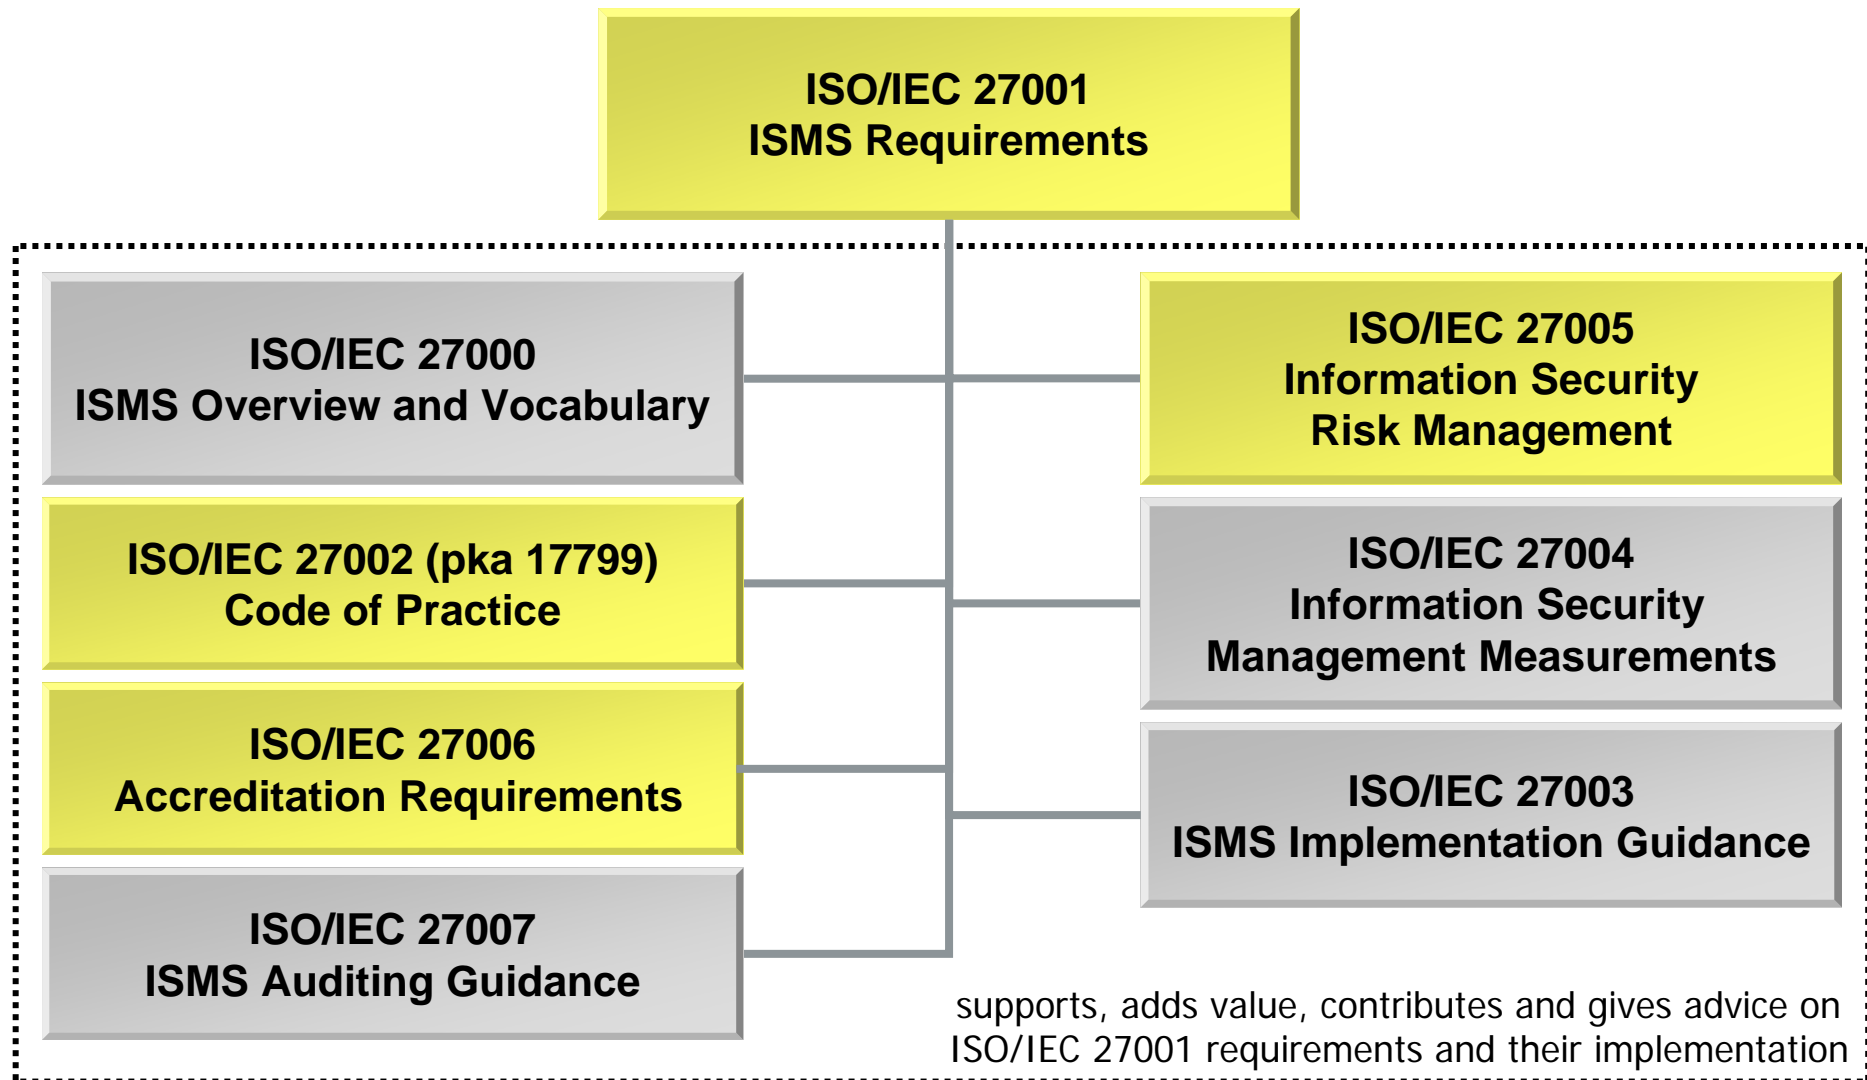 ISO/IEC 27001
ISMS Requirements
ISO/IEC 27000
ISMS Overview and Vocabulary
ISO/IEC 27002 (pka 17799)
Code of Practice
ISO/IEC 27006
Accreditation Requirements
ISO/IEC 27007
ISMS Auditing Guidance
ISO/IEC 27005
Information Security
Risk Management
ISO/IEC 27004
Information Security
Management Measurements
ISO/IEC 27003
ISMS Implementation Guidance
supports, adds value, contributes and gives advice on
ISO/IEC 27001 requirements and their implementation